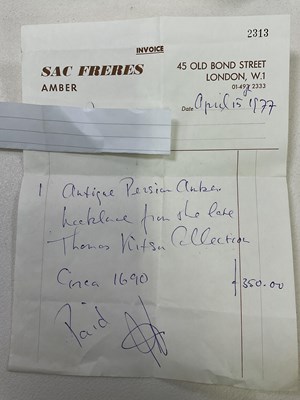 2313
INVOICE
SAC FRERES
AMBER
45 OLD BOND STREET
LONDON, W.1
01-493 2333
Date April 15 1977
1 Antique Persian Amber
necklace from the late
Thomas Kitson Collection
Circa 1690 £350.00
Paid